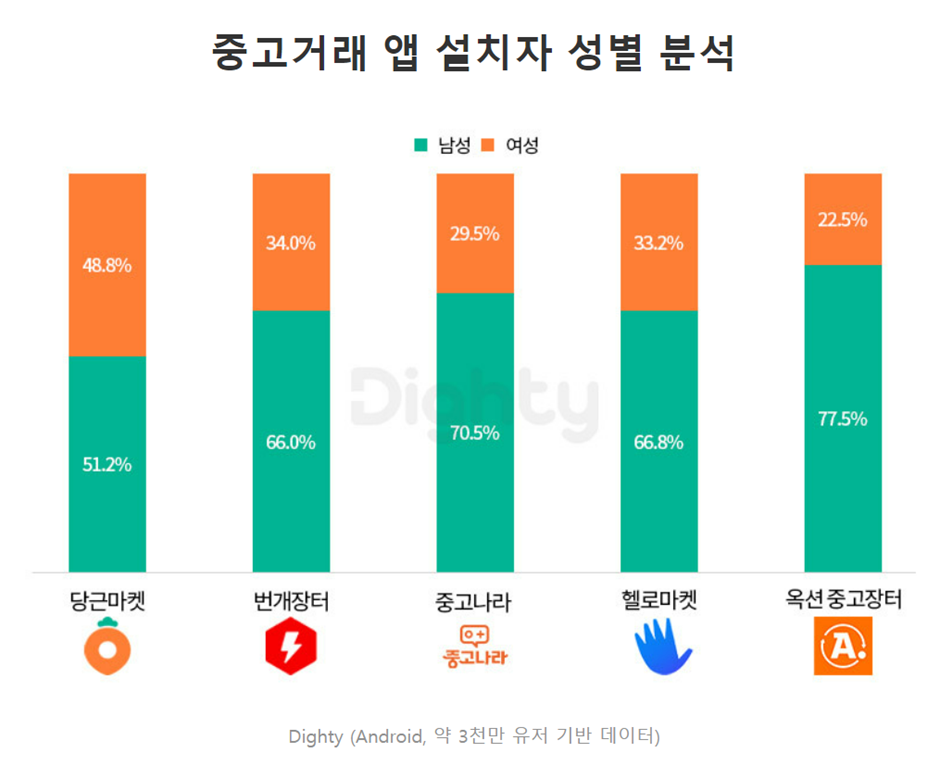 중고거래 앱 설치자 성별 분석
남성 여성
48.8% 34.0% 29.5% 33.2% 22.5%
Dighty
51.2% 66.0% 70.5% 66.8% 77.5%
당근마켓 번개장터 중고나라 헬로마켓 옥션 중고장터
중고나라 A.
Dighty (Android, 약 3천만 유저 기반 데이터)